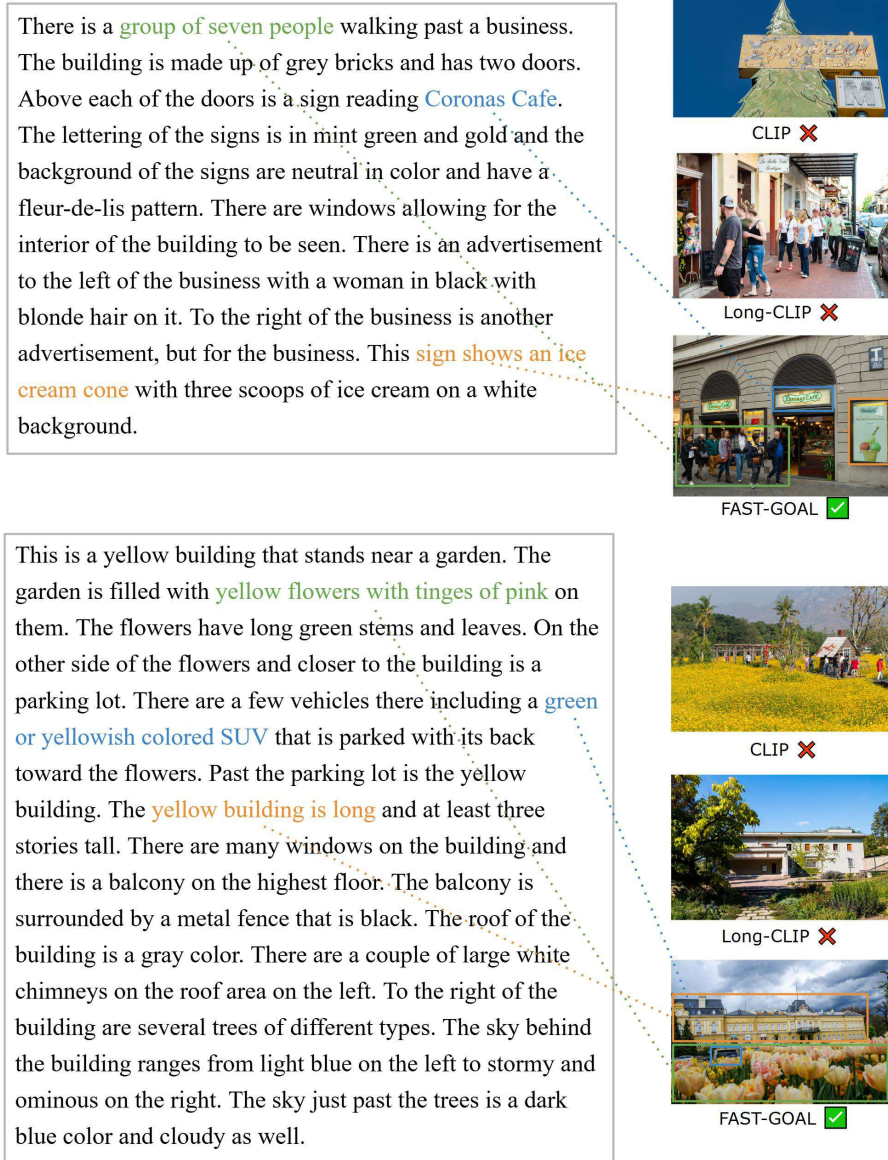 There is a group of seven people walking past a business.
The building is made up of grey bricks and has two doors.
Above each of the doors is a sign reading Coronas Cafe.
The lettering of the signs is in mint green and gold and the
background of the signs are neutral in color and have a
fleur-de-lis pattern. There are windows allowing for the
interior of the building to be seen. There is an advertisement
to the left of the business with a woman in black with
blonde hair on it. To the right of the business is another
advertisement, but for the business. This sign shows an ice
cream cone with three scoops of ice cream on a white
background.
Evergreen
CLIP
Long-CLIP
Coronas Cafe
Coronas Cafe
FAST-GOAL
This is a yellow building that stands near a garden. The
garden is filled with yellow flowers with tinges of pink on
them. The flowers have long green stems and leaves. On the
other side of the flowers and closer to the building is a
parking lot. There are a few vehicles there including a green
or yellowish colored SUV that is parked with its back
toward the flowers. Past the parking lot is the yellow
building. The yellow building is long and at least three
stories tall. There are many windows on the building and
there is a balcony on the highest floor. The balcony is
surrounded by a metal fence that is black. The roof of the
building is a gray color. There are a couple of large white
chimneys on the roof area on the left. To the right of the
building are several trees of different types. The sky behind
the building ranges from light blue on the left to stormy and
ominous on the right. The sky just past the trees is a dark
blue color and cloudy as well.
CLIP
Long-CLIP
FAST-GOAL